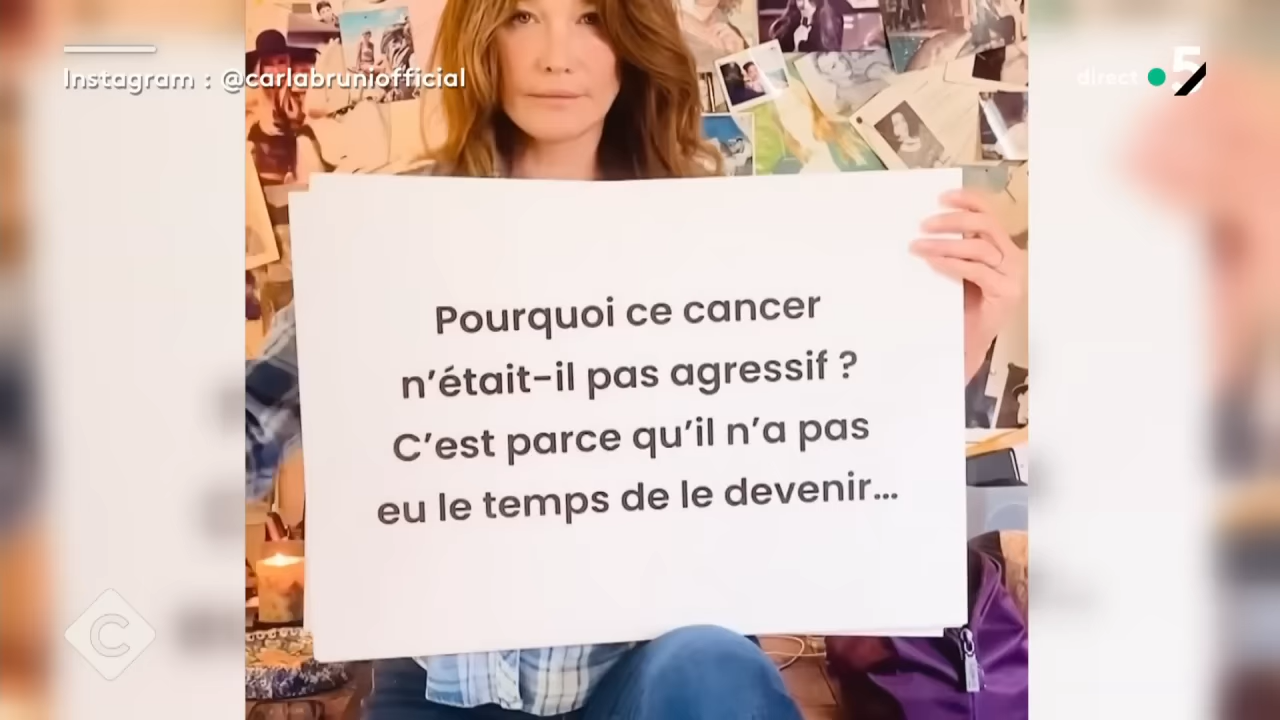 Instagram : @carlabruniofficial
direct 5
Pourquoi ce cancer
n'était-il pas agressif ?
C'est parce qu'il n'a pas
eu le temps de le devenir...
C